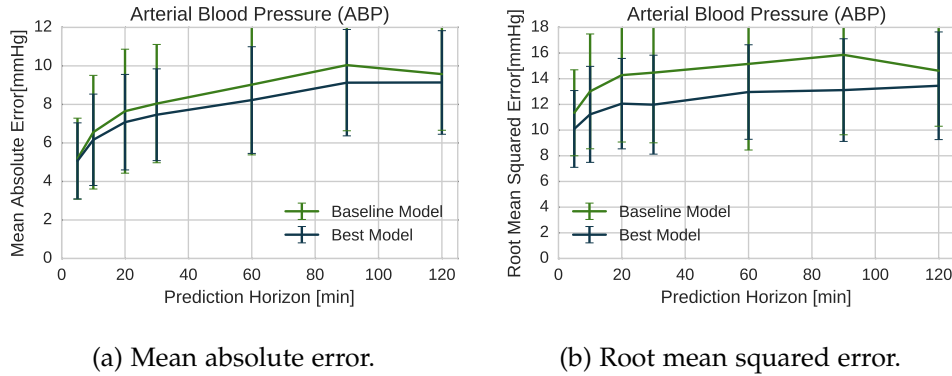 Arterial Blood Pressure (ABP)
Mean Absolute Error[mmHg]
12
10
8
6
4
2
0
0 20 40 60 80 100 120
Prediction Horizon [min]
Baseline Model
Best Model
(a) Mean absolute error.
Arterial Blood Pressure (ABP)
Root Mean Squared Error[mmHg]
18
16
14
12
10
8
6
4
2
0
0 20 40 60 80 100 120
Prediction Horizon [min]
Baseline Model
Best Model
(b) Root mean squared error.